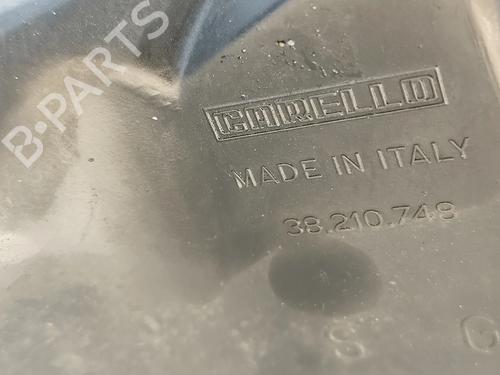 B-PARTS
CARELLO
MADE IN ITALY
38.210.748
S G